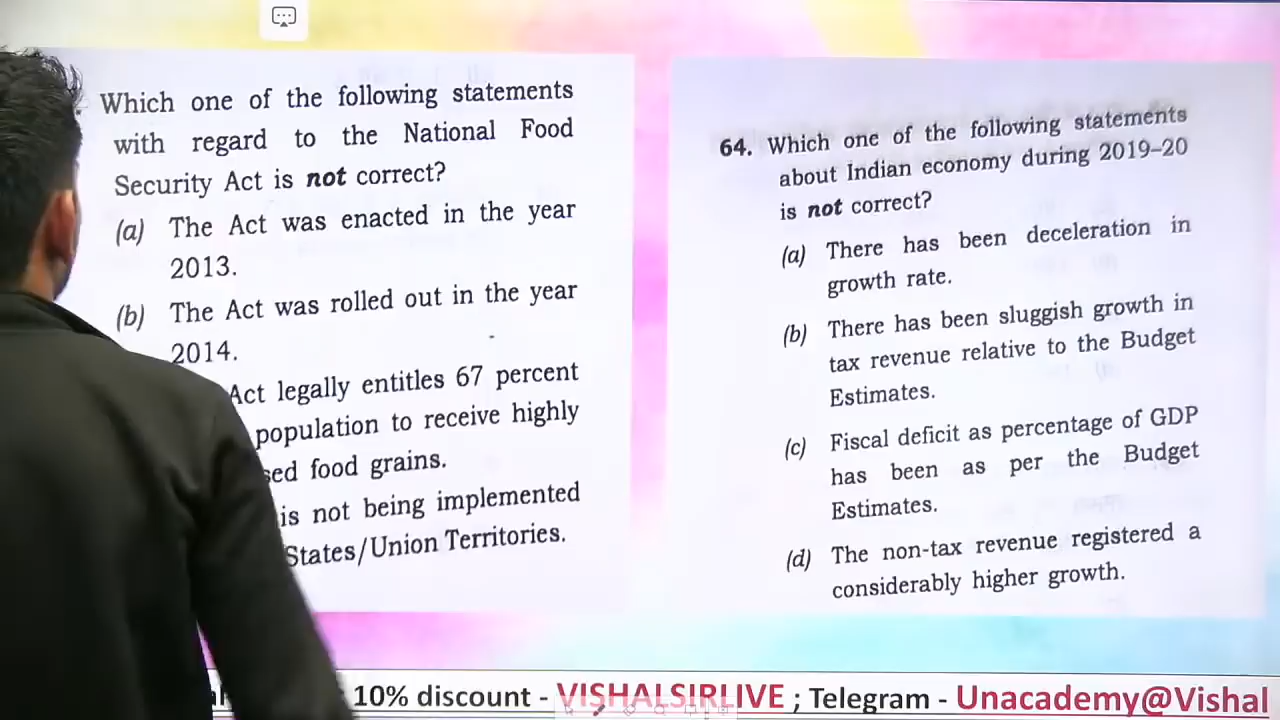 Which one of the following statements
with regard to the National Food
Security Act is not correct?
(a) The Act was enacted in the year
2013.
(b) The Act was rolled out in the year
2014.
Act legally entitles 67 percent
population to receive highly
food grains.
is not being implemented
States/Union Territories.
64. Which one of the following statements
about Indian economy during 2019–20
is not correct?
(a) There has been deceleration in
growth rate.
(b) There has been sluggish growth in
tax revenue relative to the Budget
Estimates.
(c) Fiscal deficit as percentage of GDP
has been as per the Budget
Estimates.
(d) The non-tax revenue registered a
considerably higher growth.
10% discount - VISHALSIRLIVE ; Telegram - Unacademy@Vishal